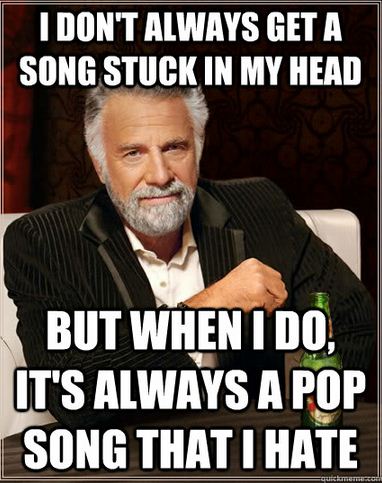 I DON'T ALWAYS GET A
SONG STUCK IN MY HEAD
BUT WHEN I DO,
IT'S ALWAYS A POP
SONG THAT I HATE
quickmeme.com